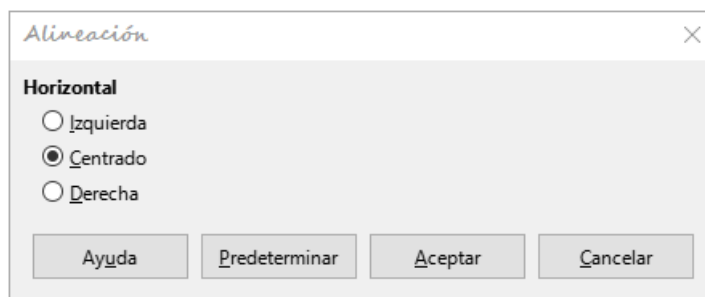 Alineación
Horizontal
Izquierda
Centrado
Derecha
Ayuda Predeterminar Aceptar Cancelar